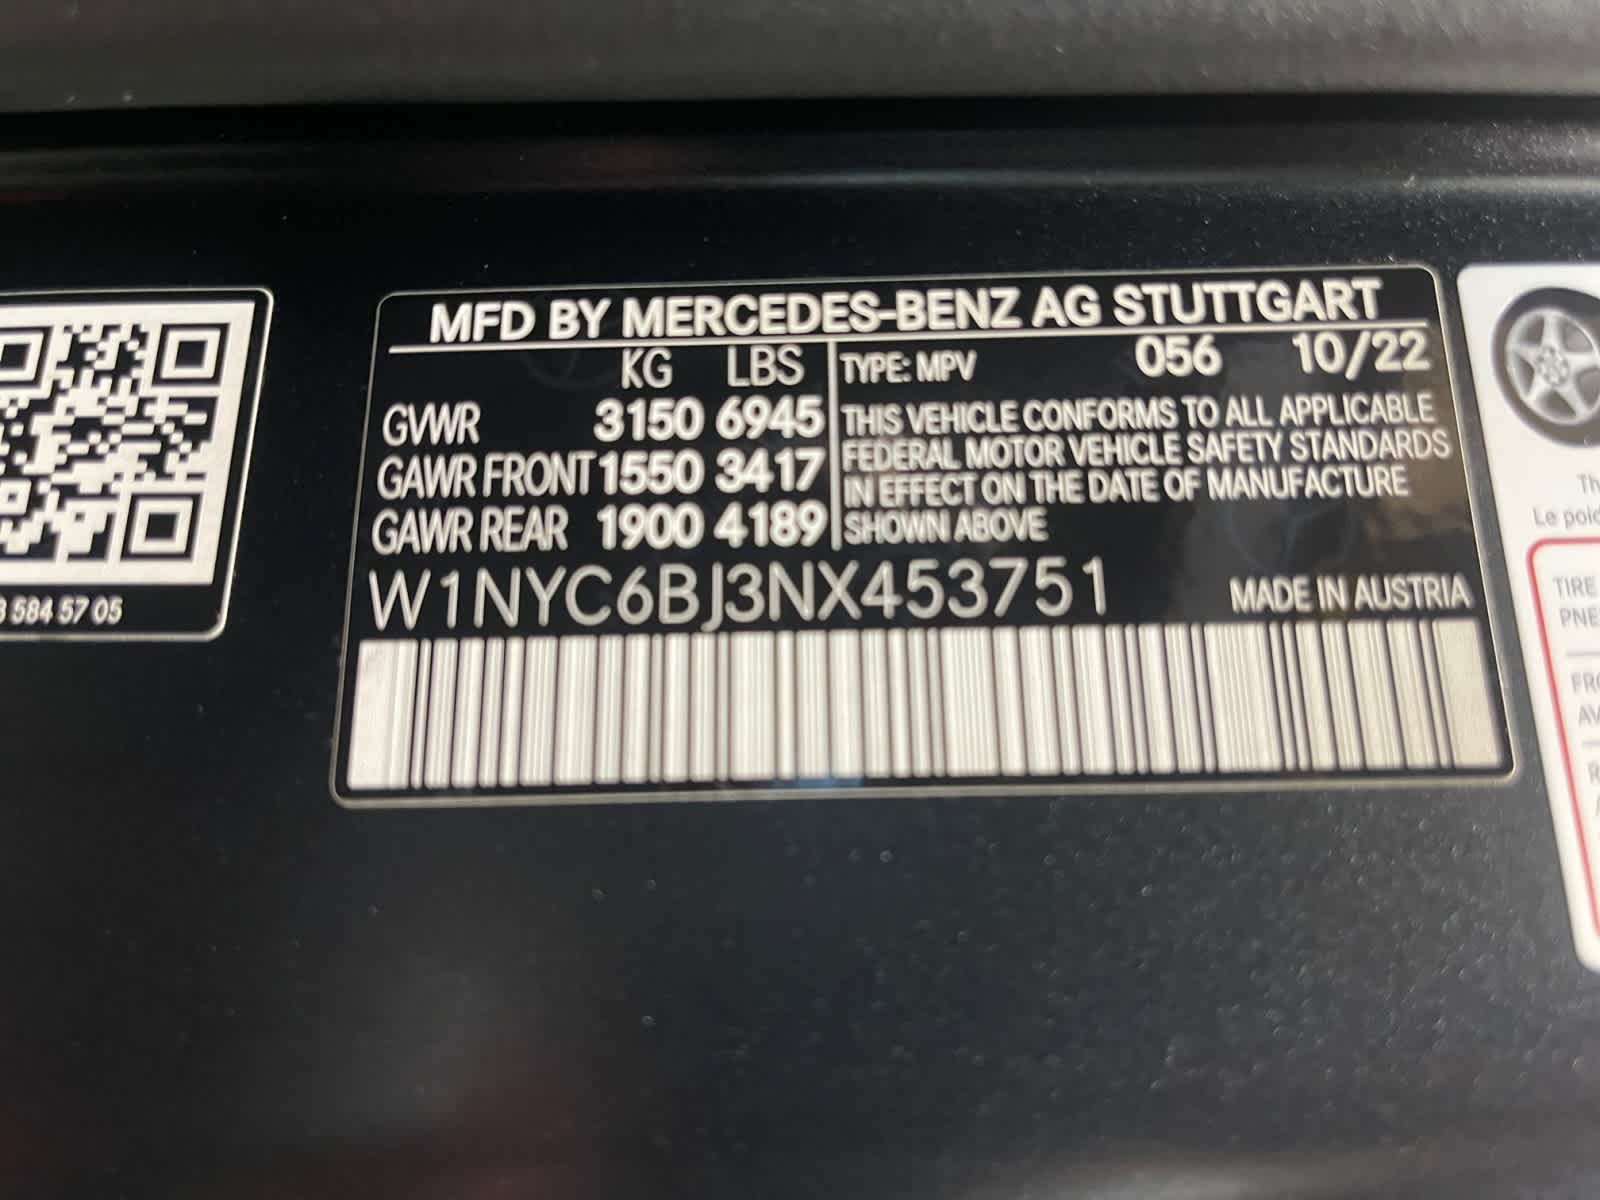 MFD BY MERCEDES-BENZ AG STUTTGART
KG LBS
GVWR 3150 6945
GAWR FRONT 1550 3417
GAWR REAR 1900 4189
TYPE: MPV 056 10/22
THIS VEHICLE CONFORMS TO ALL APPLICABLE
FEDERAL MOTOR VEHICLE SAFETY STANDARDS
IN EFFECT ON THE DATE OF MANUFACTURE
SHOWN ABOVE
W1NYC6BJ3NX453751
MADE IN AUSTRIA
584 57 05
Le
TIRE